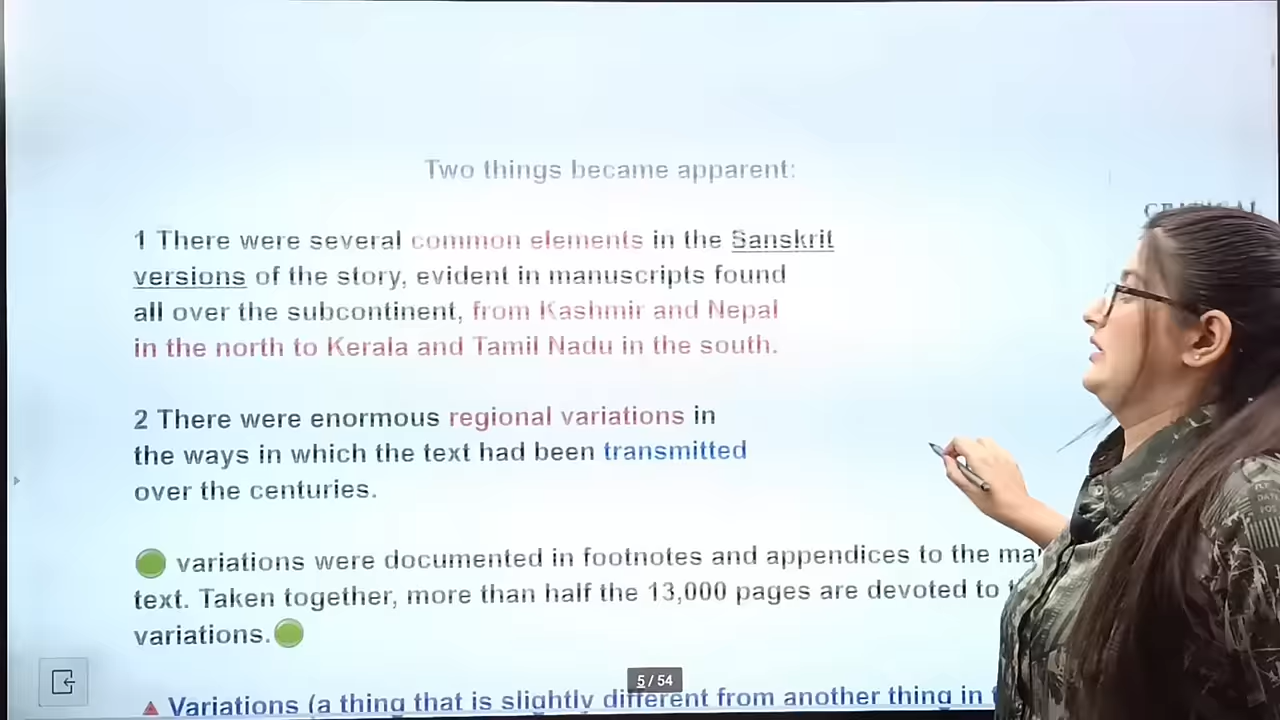 Two things became apparent:
1 There were several common elements in the Sanskrit
versions of the story, evident in manuscripts found
all over the subcontinent, from Kashmir and Nepal
in the north to Kerala and Tamil Nadu in the south.
2 There were enormous regional variations in
the ways in which the text had been transmitted
over the centuries.
variations were documented in footnotes and appendices to the
text. Taken together, more than half the 13,000 pages are devoted to
variations.
5 / 54
Variations (a thing that is slightly different from another thing in